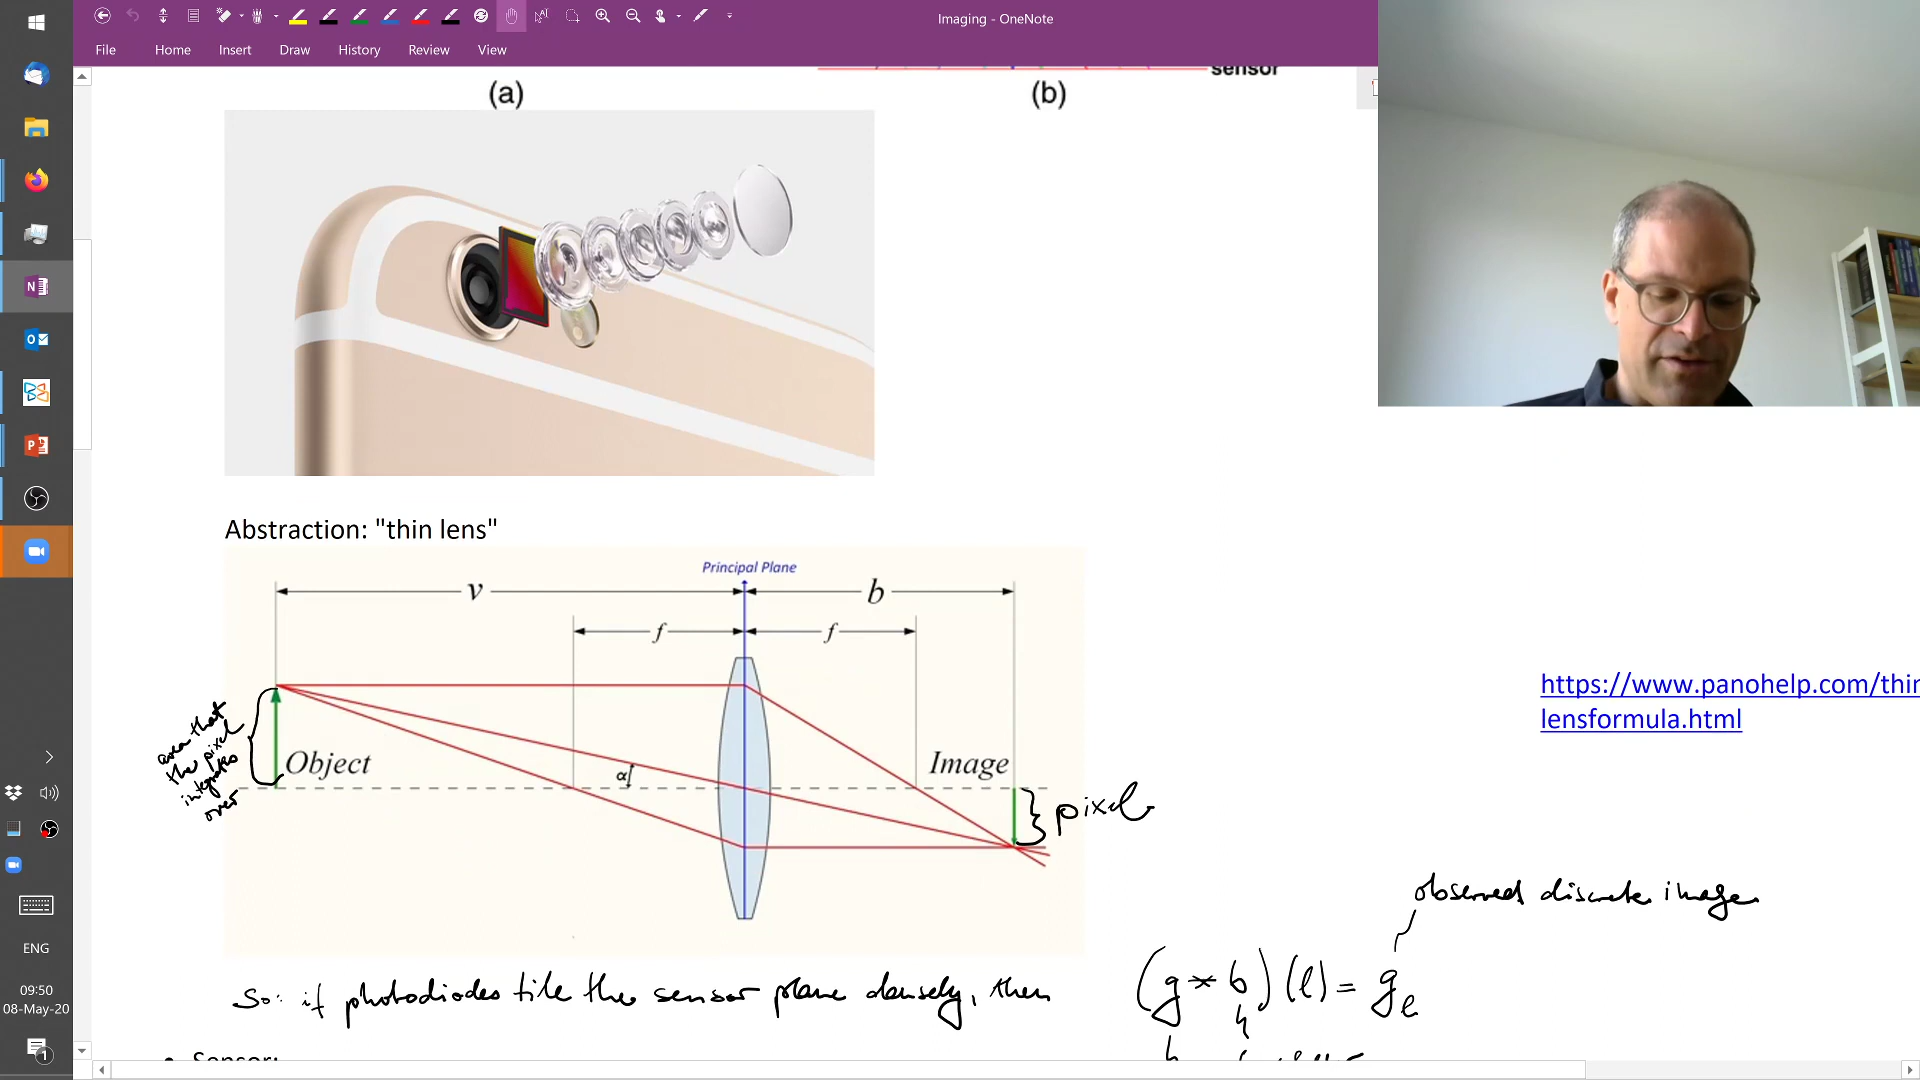 Imaging - OneNote
File Home Insert Draw History Review View
sensor
(a) (b)
Abstraction: "thin lens"
Principal Plane
v b
f f
area that
the pixel
integrates
over
Object
α
Image
pixel
https://www.panohelp.com/thin
lensformula.html
observed discrete image
So: if photodiodes tile the sensor plane densely, then
(g * b)(l) = g
l
Sensor:
ENG
09:50
08-May-20
1